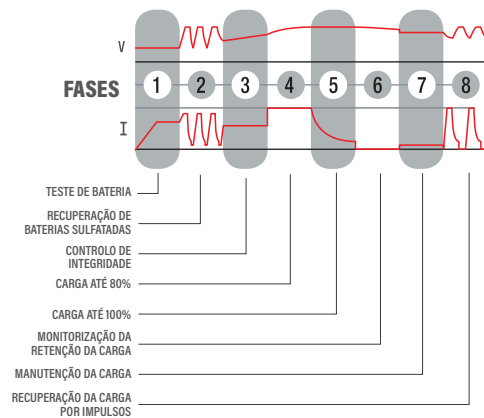 V
FASES 1 2 3 4 5 6 7 8
I
TESTE DE BATERIA
RECUPERAÇÃO DE
BATERIAS SULFATADAS
CONTROLO DE
INTEGRIDADE
CARGA ATÉ 80%
CARGA ATÉ 100%
MONITORIZAÇÃO DA
RETENÇÃO DA CARGA
MANUTENÇÃO DA CARGA
RECUPERAÇÃO DA CARGA
POR IMPULSOS